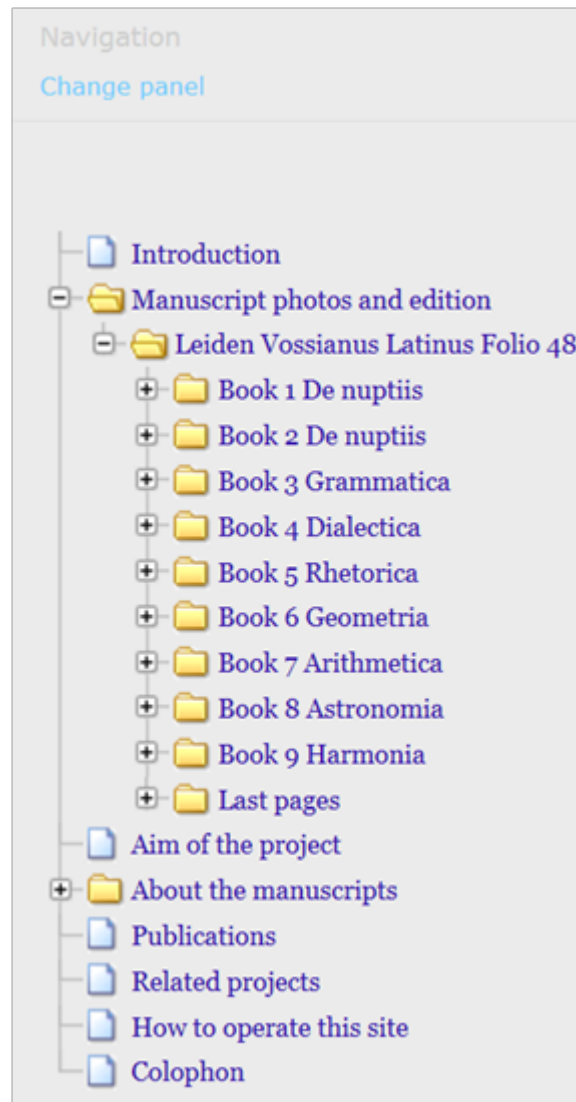 Navigation
Change panel
Introduction
Manuscript photos and edition
Leiden Vossianus Latinus Folio 48
Book 1 De nuptiis
Book 2 De nuptiis
Book 3 Grammatica
Book 4 Dialectica
Book 5 Rhetorica
Book 6 Geometria
Book 7 Arithmetica
Book 8 Astronomia
Book 9 Harmonia
Last pages
Aim of the project
About the manuscripts
Publications
Related projects
How to operate this site
Colophon